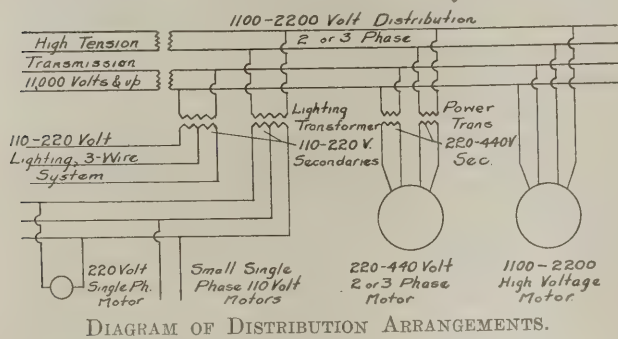 1100-2200 Volt Distribution
2 or 3 Phase
High Tension
Transmission
11,000 Volts & up
Lighting
Transformer
110-220 V.
Secondaries
Power
Trans
220-440V
Sec.
110-220 Volt
Lighting, 3-Wire
System
220 Volt
Single Ph.
Motor
Small Single
Phase 110 Volt
Motors
220-440 Volt
2 or 3 Phase
Motor
1100-2200
High Voltage
Motor.
DIAGRAM OF DISTRIBUTION ARRANGEMENTS.